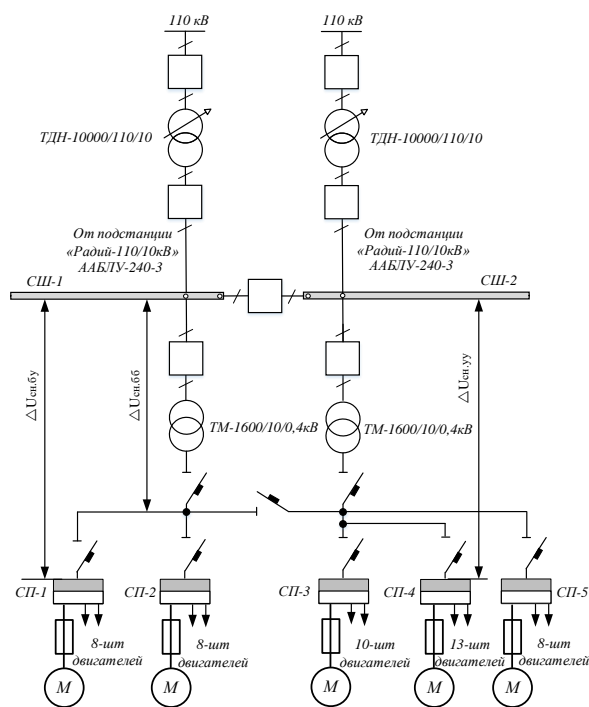 110 кВ
110 кВ
ТДН-10000/110/10
ТДН-10000/110/10
От подстанции
«Радий-110/10кВ»
ААБЛУ-240-3
От подстанции
«Радий-110/10кВ»
ААБЛУ-240-3
СШ-1
СШ-2
△Uсн.бу
△Uсн.бб
△Uсн.уу
ТМ-1600/10/0,4кВ
ТМ-1600/10/0,4кВ
СП-1
СП-2
СП-3
СП-4
СП-5
8-шт
двигателей
8-шт
двигателей
10-шт
двигателей
13-шт
двигателей
8-шт
двигателей
М
М
М
М
М